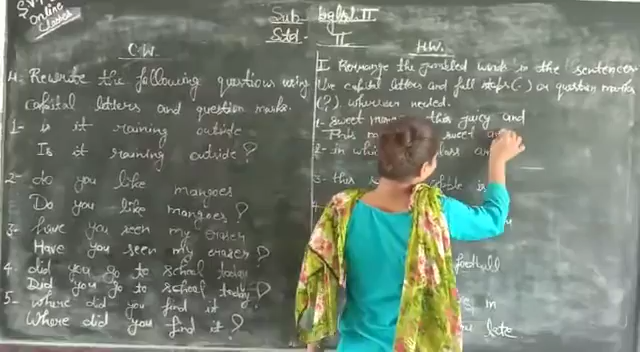 Online
Classes
Sub
Std - II
C.W.
4. Rewrite the following questions using
capital letters and question marks.
1- is it raining outside
Is it raining outside?
2- do you like mangoes
Do you like mangoes?
3- have you seen my eraser
Have you seen my eraser?
4. did you go to school today
Did you go to school today?
5- where did you find it
Where did you find it?
H.W.
I Rearrange the jumbled words in the sentences.
Use capital letters and full stops (.) or question marks
(?) wherever needed.
1- sweet this juicy and
This sweet
2- in
3- this is
football
in
late